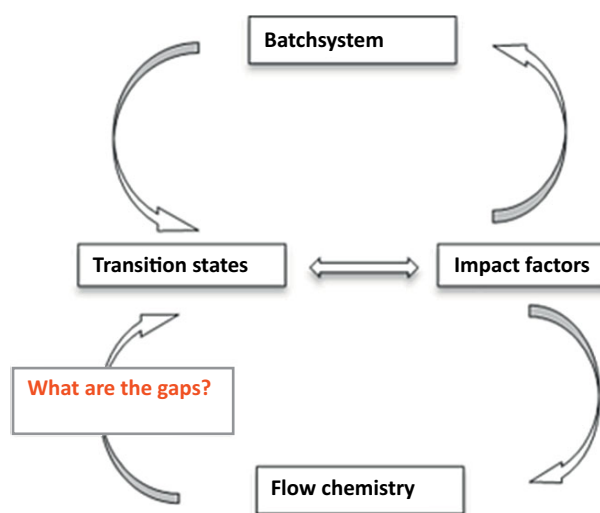 Batchsystem
Transition states
Impact factors
What are the gaps?
Flow chemistry